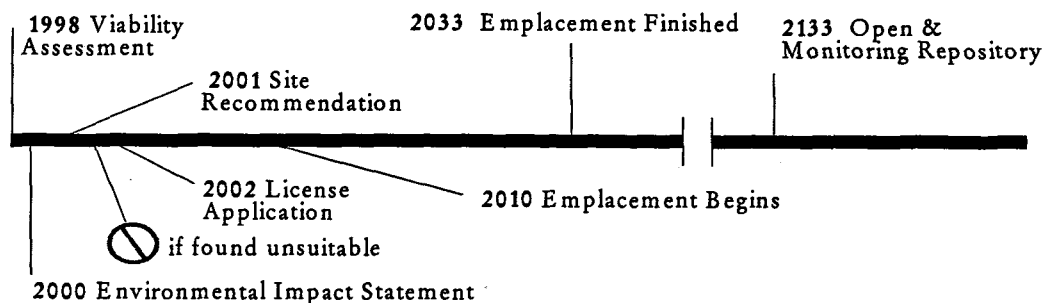 1998 Viability
Assessment
2033 Emplacement Finished
2133 Open &
Monitoring Repository
2001 Site
Recommendation
2002 License
Application
2010 Emplacement Begins
if found unsuitable
2000 Environmental Impact Statement